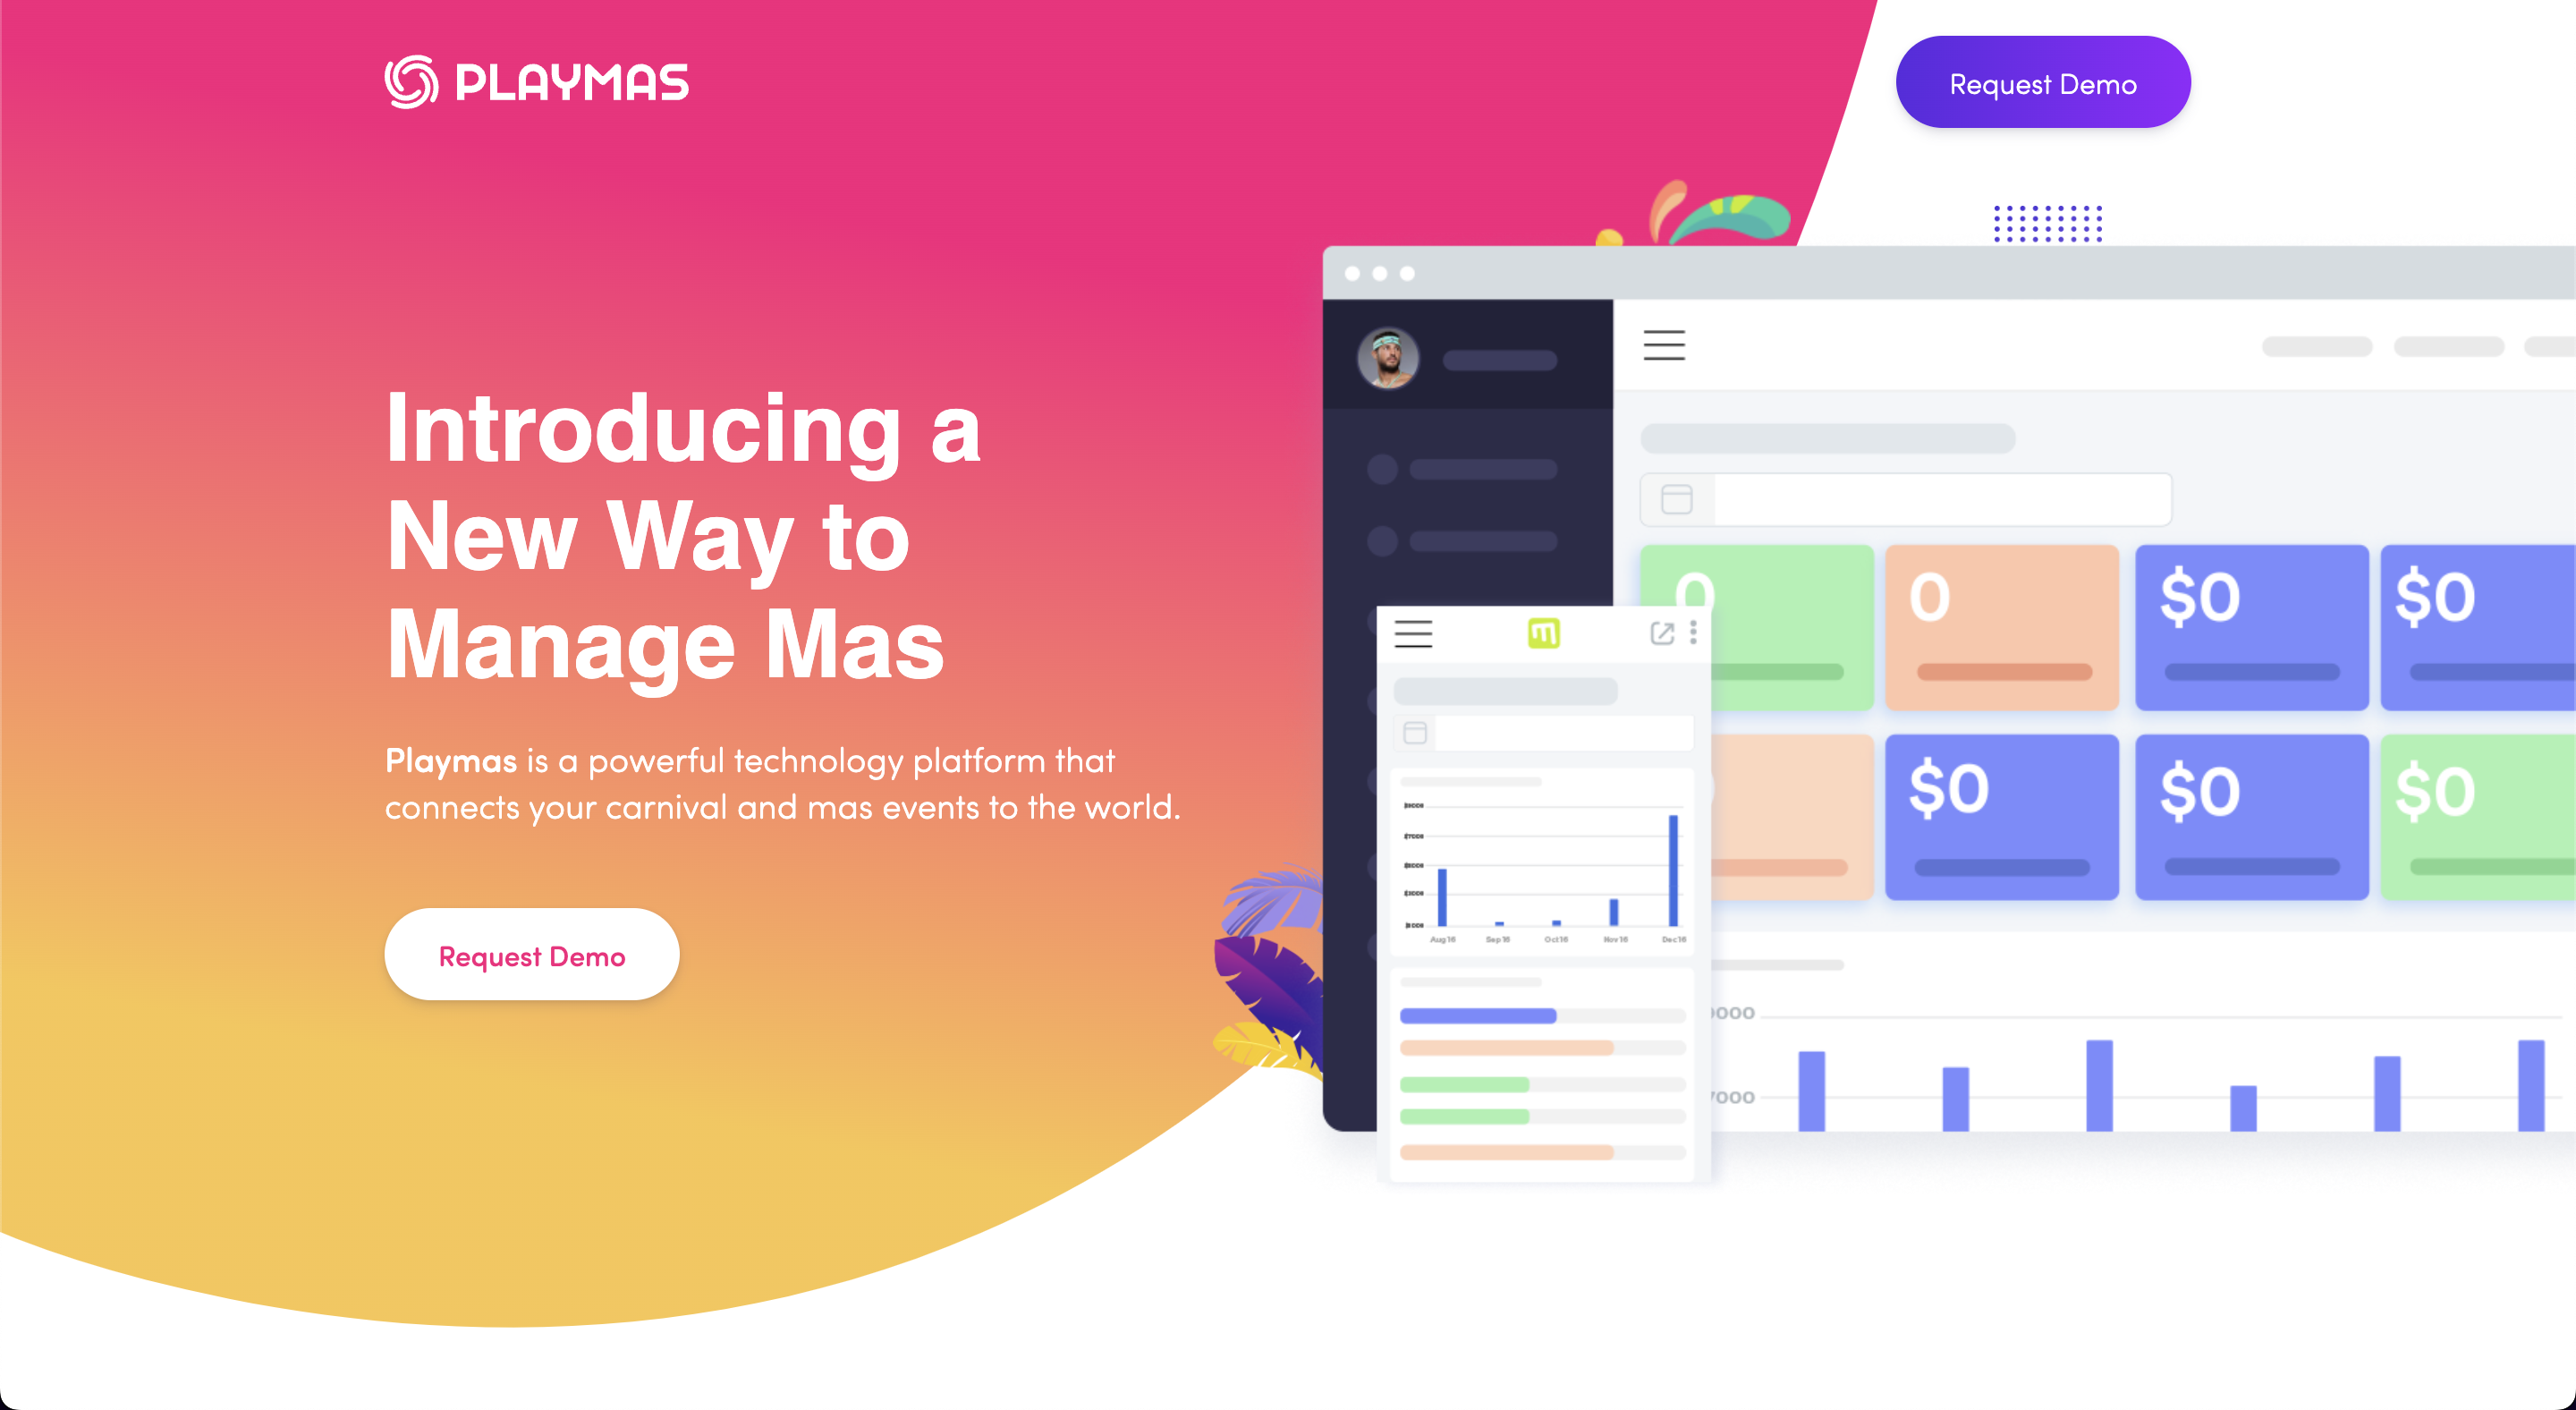 PLAYMAS
Request Demo
Introducing a
New Way to
Manage Mas
Playmas is a powerful technology platform that
connects your carnival and mas events to the world.
Request Demo
0
0
$0
$0
$0
$0
$0
Aug 16
Sep 16
Oct 16
Nov 16
Dec 16
000
7000